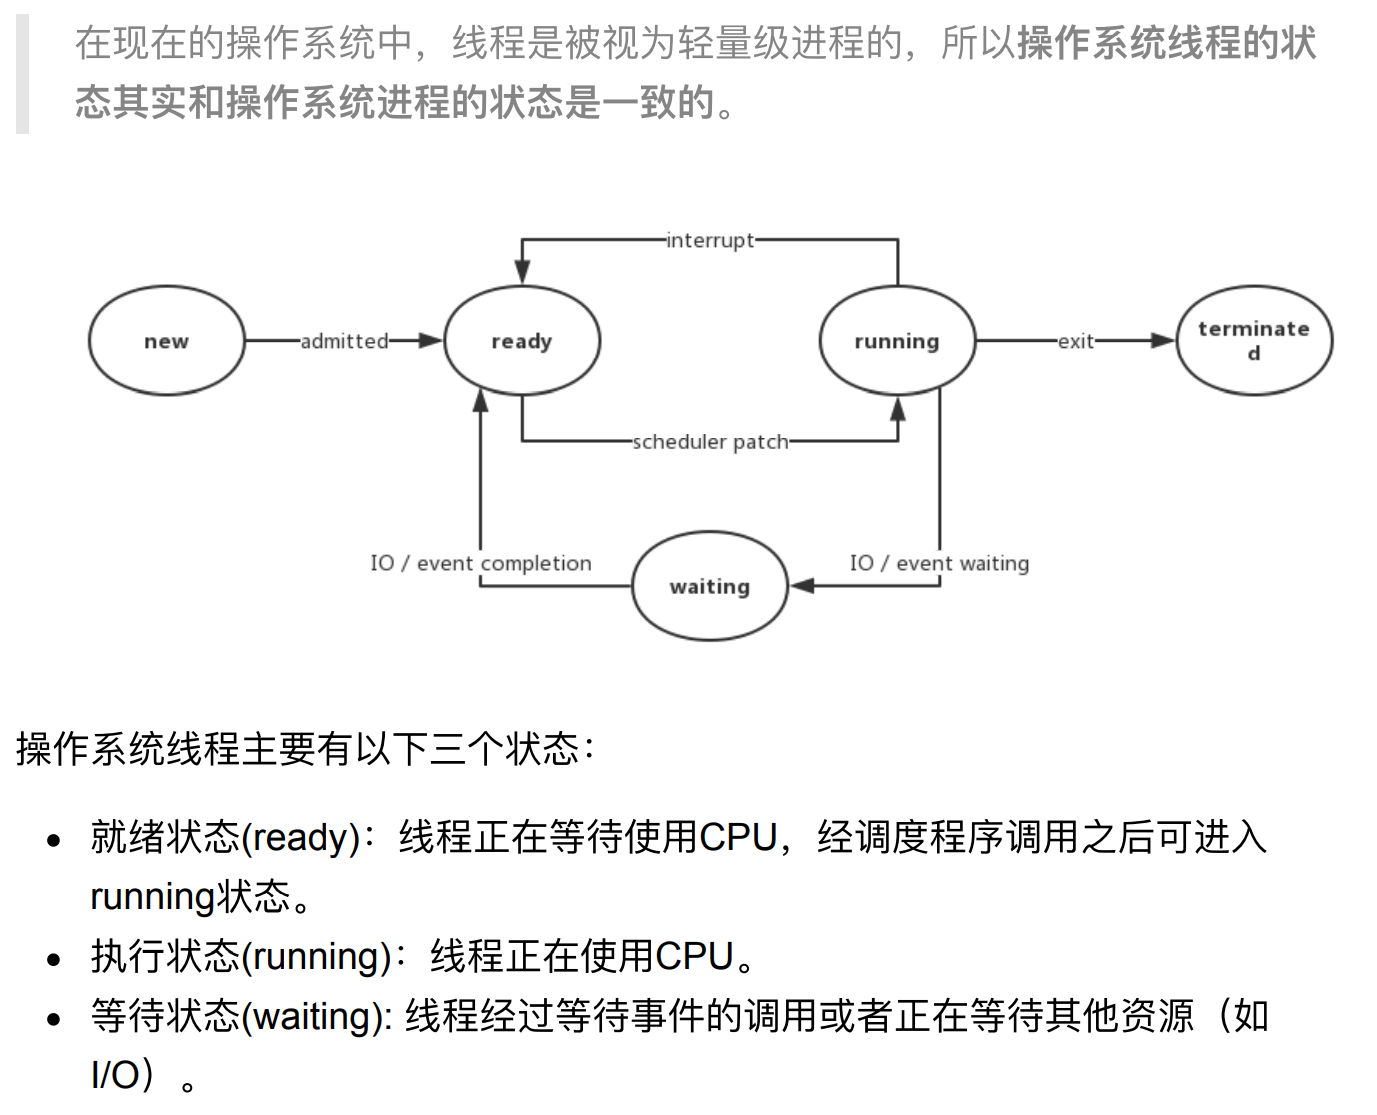 在现在的操作系统中，线程是被视为轻量级进程的，所以操作系统线程的状
态其实和操作系统进程的状态是一致的。
interrupt
new
admitted
ready
running
exit
terminate
d
scheduler patch
IO / event completion
IO / event waiting
waiting
操作系统线程主要有以下三个状态：
• 就绪状态(ready)：线程正在等待使用CPU，经调度程序调用之后可进入
running状态。
• 执行状态(running)：线程正在使用CPU。
• 等待状态(waiting): 线程经过等待事件的调用或者正在等待其他资源（如
I/O）。